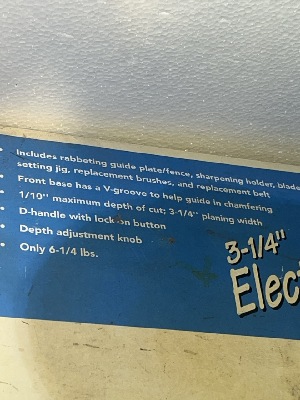 • Includes rabbeting guide plate/fence, sharpening holder, blade
setting jig, replacement brushes, and replacement belt
• Front base has a V-groove to help guide in chamfering
• 1/10" maximum depth of cut; 3-1/4" planing width
• D-handle with lock-on button
• Depth adjustment knob
• Only 6-1/4 lbs.
3-1/4"
Elec